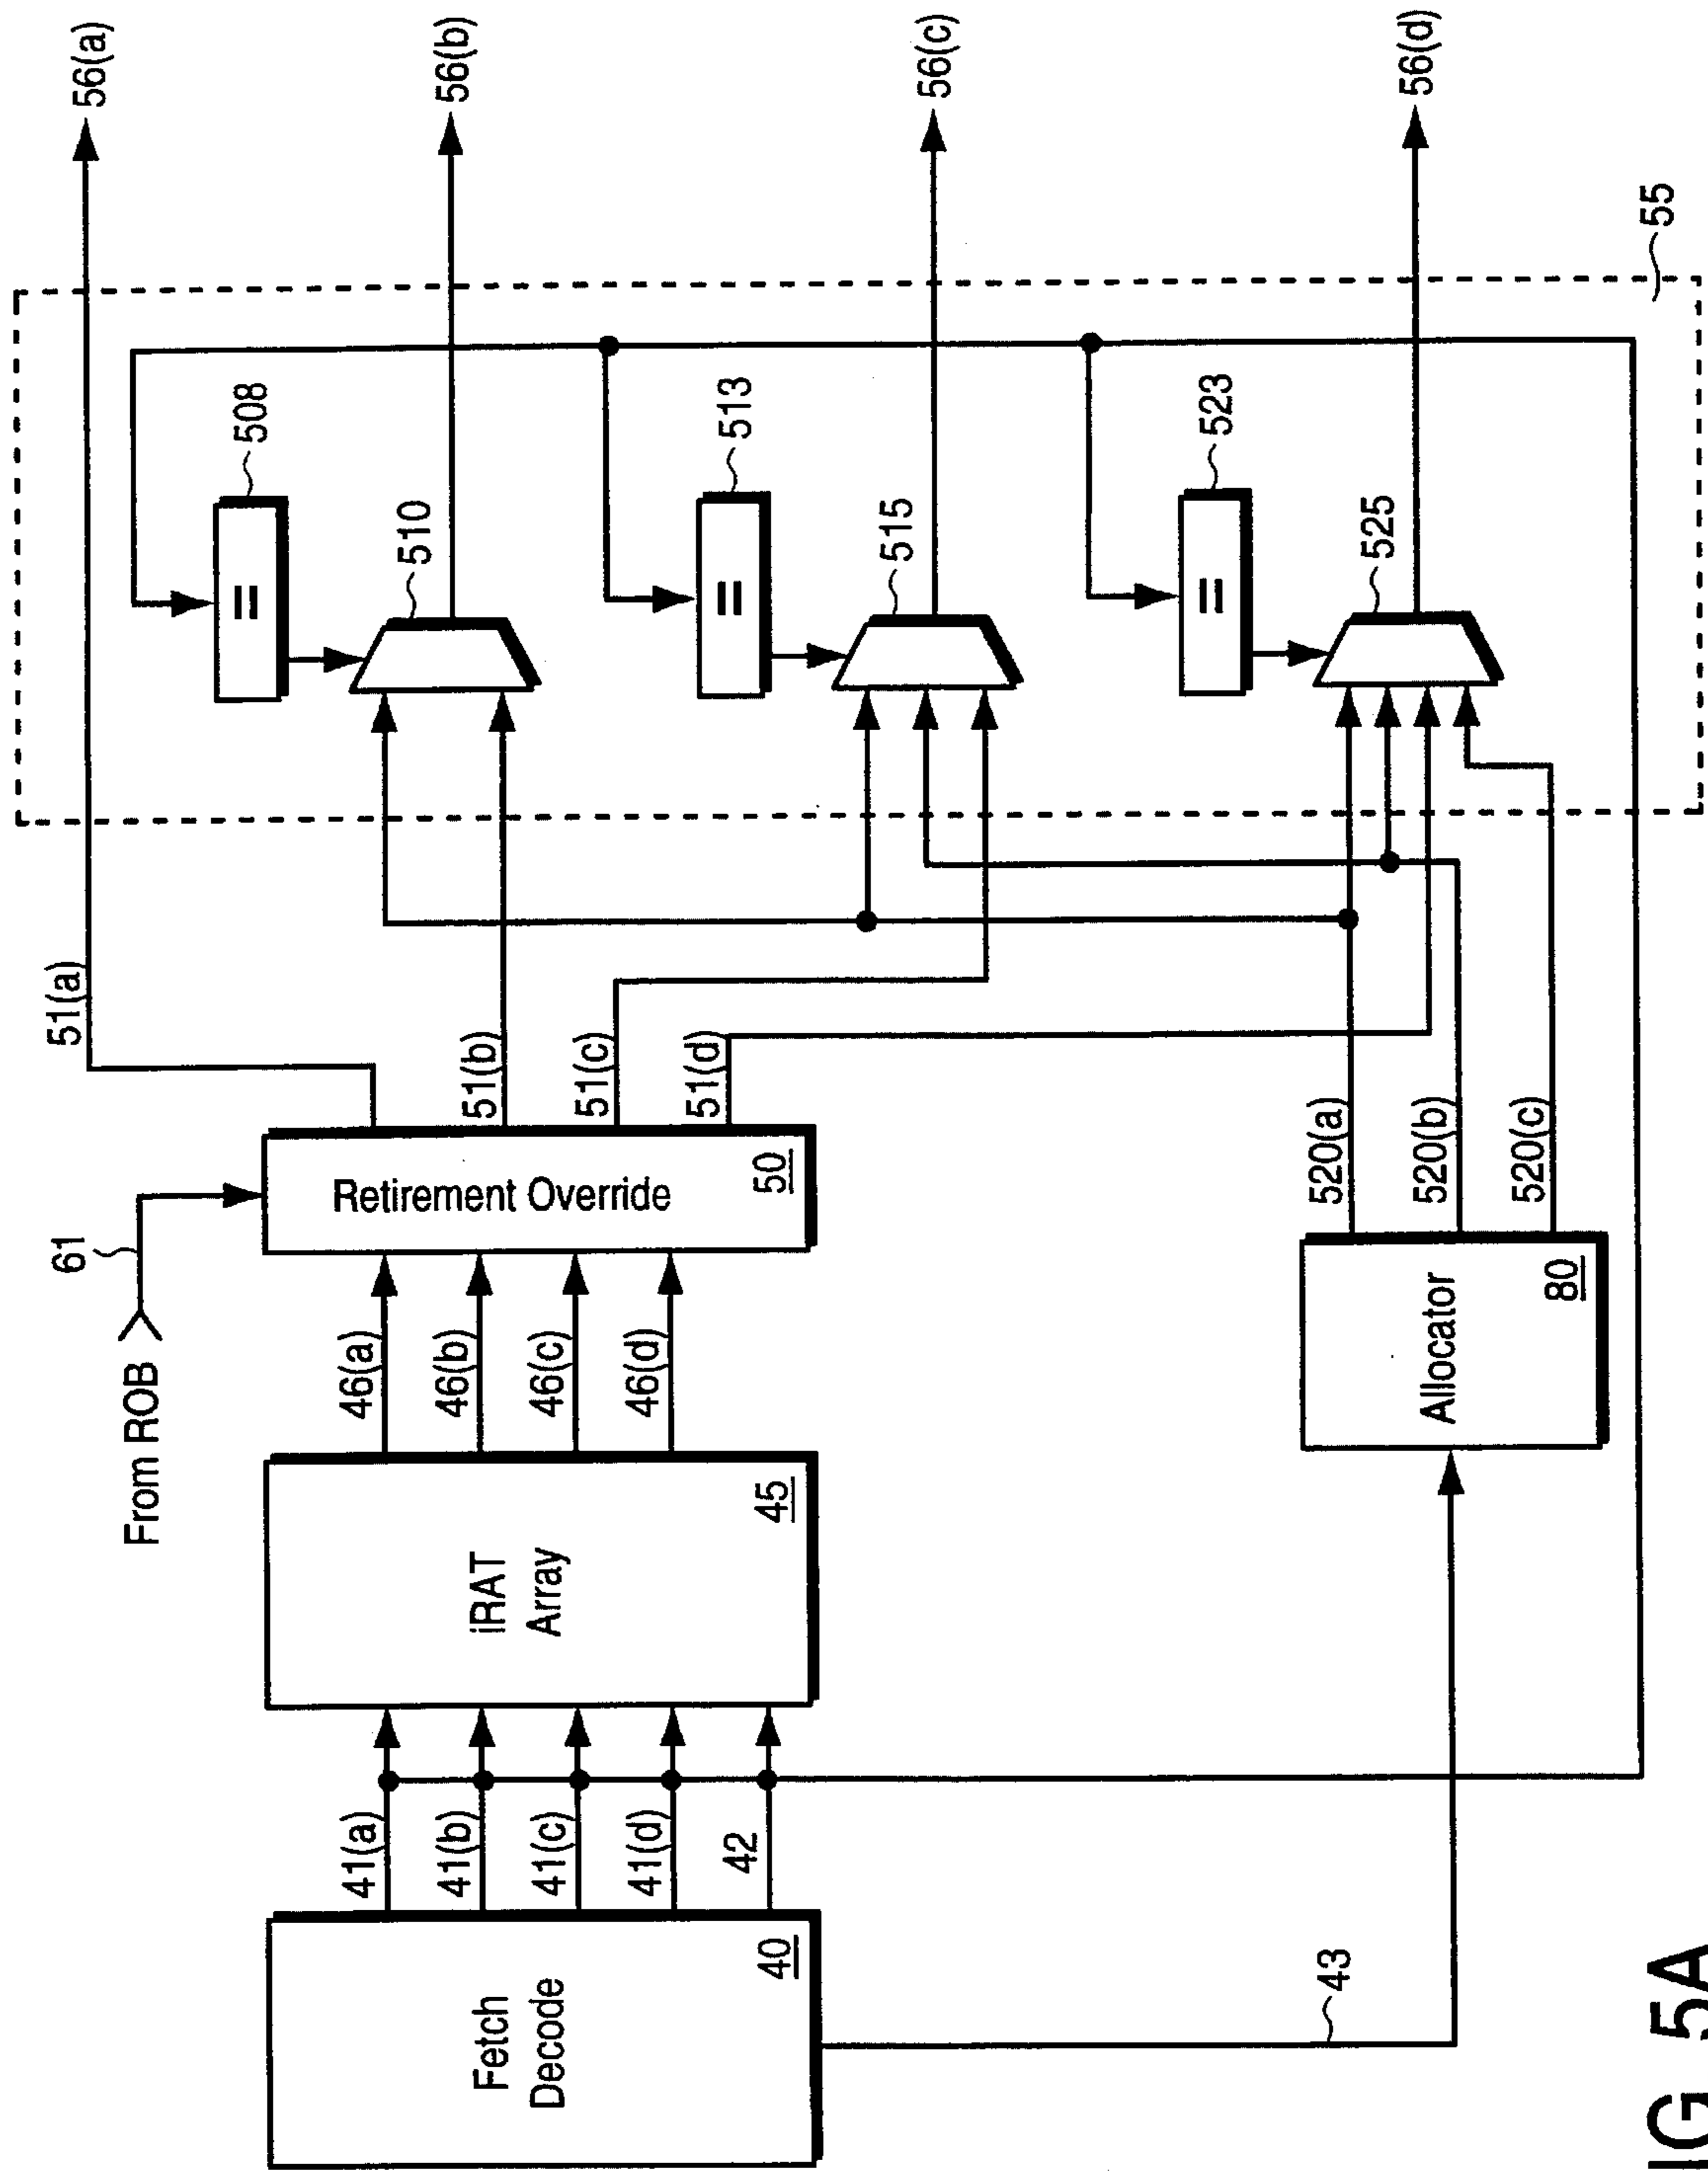 Fetch
Decode
40
41(a)
41(b)
41(c)
41(d)
42
43
iRAT
Array
45
46(a)
46(b)
46(c)
46(d)
From ROB
61
Retirement Override
50
51(a)
51(b)
51(c)
51(d)
Allocator
80
520(a)
520(b)
520(c)
=
508
510
=
513
515
=
523
525
55
56(a)
56(b)
56(c)
56(d)
IG 5A